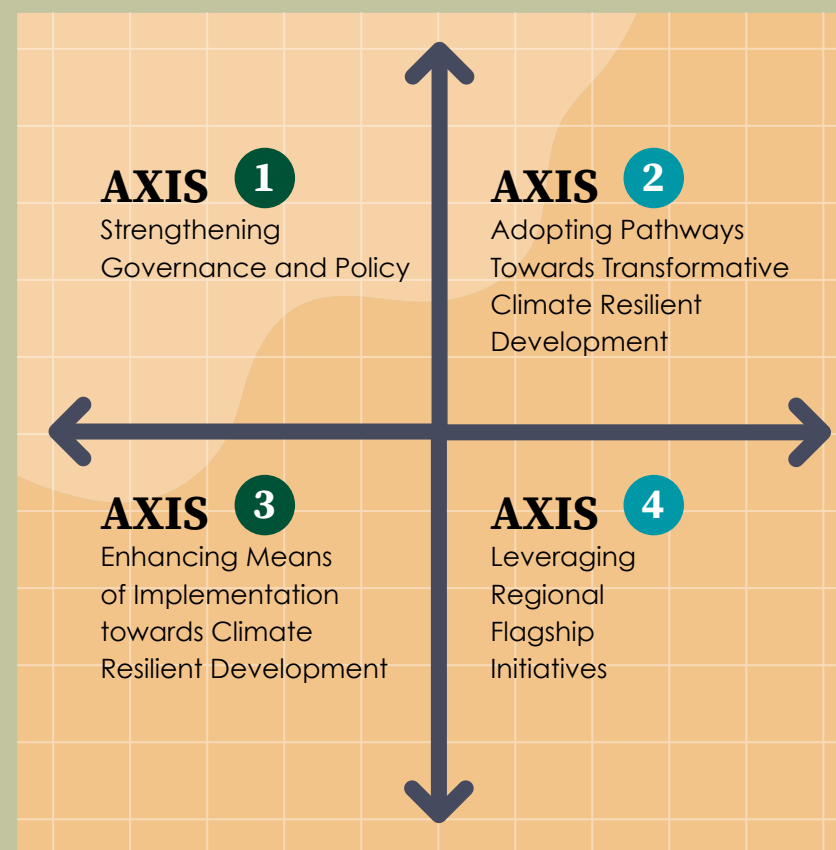 AXIS 1
Strengthening
Governance and Policy
AXIS 2
Adopting Pathways
Towards Transformative
Climate Resilient
Development
AXIS 3
Enhancing Means
of Implementation
towards Climate
Resilient Development
AXIS 4
Leveraging
Regional
Flagship
Initiatives